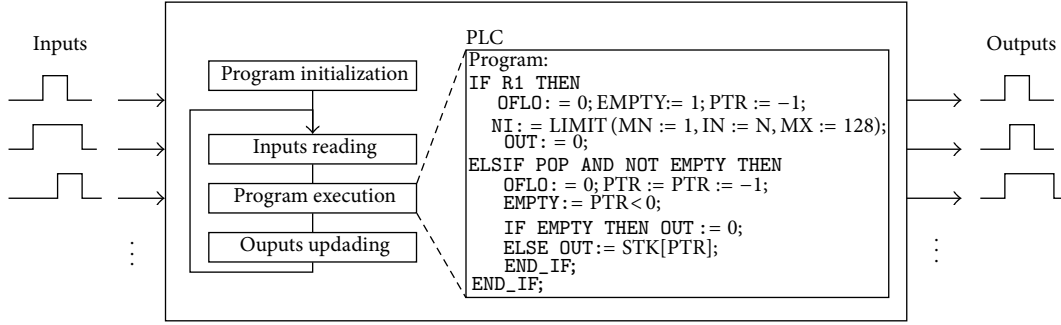 Inputs
Program initialization
Inputs reading
Program execution
Ouputs updading
PLC
Program:
IF R1 THEN
OFLO: = 0; EMPTY:= 1; PTR := −1;
NI: = LIMIT (MN := 1, IN := N, MX := 128);
OUT: = 0;
ELSIF POP AND NOT EMPTY THEN
OFLO: = 0; PTR := PTR := −1;
EMPTY: = PTR<0;
IF EMPTY THEN OUT := 0;
ELSE OUT:= STK[PTR];
END_IF;
END_IF;
Outputs